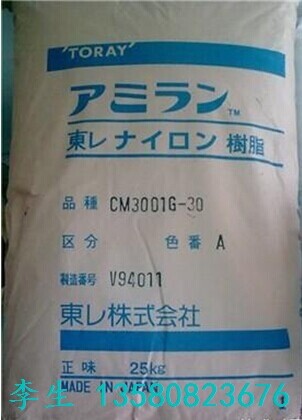 'TORAY'
アミラン™
東レ ナイロン 樹脂
品種 CM3001G-30
区分 色番 A
製造番号 V94011
東レ株式会社
正味 25kg
MADE IN JAPAN
李生 13580823676